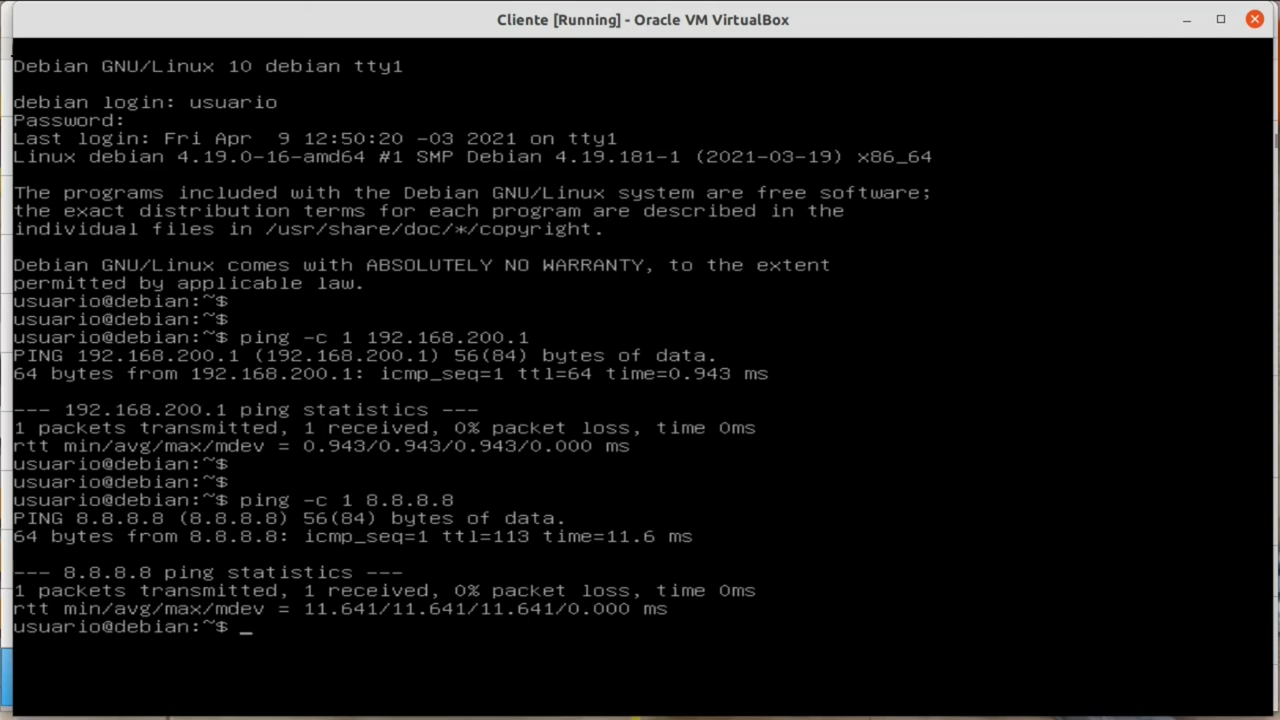 Cliente [Running] - Oracle VM VirtualBox
Debian GNU/Linux 10 debian tty1
debian login: usuario
Password:
Last login: Fri Apr  9 12:50:20 -03 2021 on tty1
Linux debian 4.19.0-16-amd64 #1 SMP Debian 4.19.181-1 (2021-03-19) x86_64
The programs included with the Debian GNU/Linux system are free software;
the exact distribution terms for each program are described in the
individual files in /usr/share/doc/*/copyright.
Debian GNU/Linux comes with ABSOLUTELY NO WARRANTY, to the extent
permitted by applicable law.
usuario@debian:~$
usuario@debian:~$
usuario@debian:~$ ping -c 1 192.168.200.1
PING 192.168.200.1 (192.168.200.1) 56(84) bytes of data.
64 bytes from 192.168.200.1: icmp_seq=1 ttl=64 time=0.943 ms
--- 192.168.200.1 ping statistics ---
1 packets transmitted, 1 received, 0% packet loss, time 0ms
rtt min/avg/max/mdev = 0.943/0.943/0.943/0.000 ms
usuario@debian:~$
usuario@debian:~$
usuario@debian:~$ ping -c 1 8.8.8.8
PING 8.8.8.8 (8.8.8.8) 56(84) bytes of data.
64 bytes from 8.8.8.8: icmp_seq=1 ttl=113 time=11.6 ms
--- 8.8.8.8 ping statistics ---
1 packets transmitted, 1 received, 0% packet loss, time 0ms
rtt min/avg/max/mdev = 11.641/11.641/11.641/0.000 ms
usuario@debian:~$ _